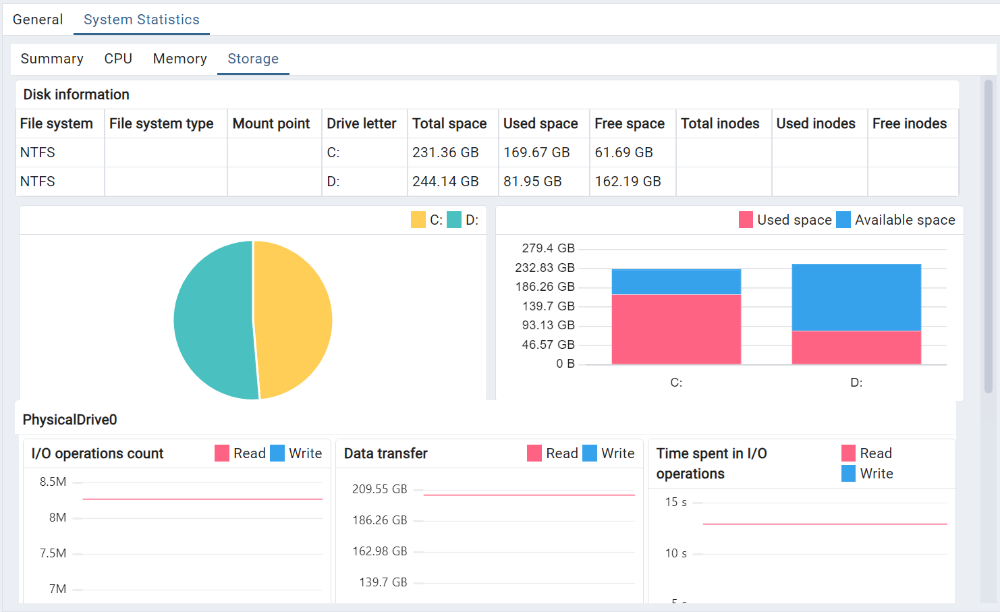 General System Statistics
Summary CPU Memory Storage
Disk information
File system File system type Mount point Drive letter Total space Used space Free space Total inodes Used inodes Free inodes
NTFS C: 231.36 GB 169.67 GB 61.69 GB
NTFS D: 244.14 GB 81.95 GB 162.19 GB
C: D:
Used space Available space
279.4 GB
232.83 GB
186.26 GB
139.7 GB
93.13 GB
46.57 GB
0 B
C: D:
PhysicalDrive0
I/O operations count Read Write
8.5M
8M
7.5M
7M
Data transfer Read Write
209.55 GB
186.26 GB
162.98 GB
139.7 GB
Time spent in I/O
operations
Read
Write
15 s
10 s
5 s